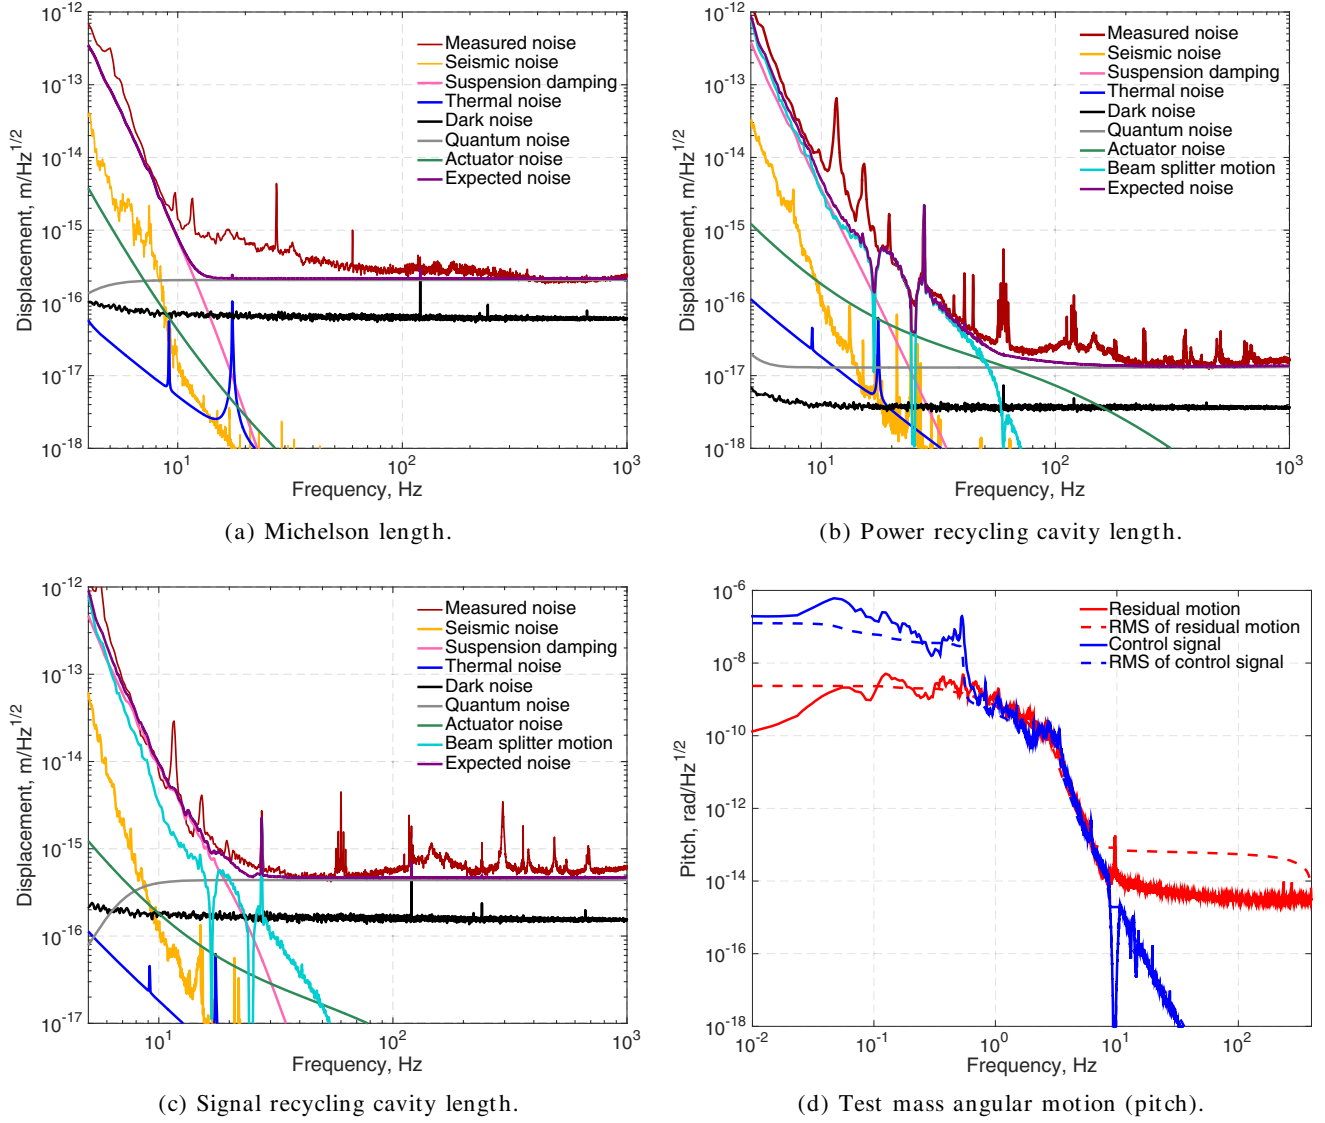 10^-12
10^-13
10^-14
10^-15
10^-16
10^-17
10^-18
Displacement, m/Hz^1/2
Measured noise
Seismic noise
Suspension damping
Thermal noise
Dark noise
Quantum noise
Actuator noise
Expected noise
10^1
10^2
10^3
Frequency, Hz
(a) Michelson length.
10^-12
10^-13
10^-14
10^-15
10^-16
10^-17
10^-18
Displacement, m/Hz^1/2
Measured noise
Seismic noise
Suspension damping
Thermal noise
Dark noise
Quantum noise
Actuator noise
Beam splitter motion
Expected noise
10^1
10^2
10^3
Frequency, Hz
(b) Power recycling cavity length.
10^-12
10^-13
10^-14
10^-15
10^-16
10^-17
Displacement, m/Hz^1/2
Measured noise
Seismic noise
Suspension damping
Thermal noise
Dark noise
Quantum noise
Actuator noise
Beam splitter motion
Expected noise
10^1
10^2
10^3
Frequency, Hz
(c) Signal recycling cavity length.
10^-6
10^-8
10^-10
10^-12
10^-14
10^-16
10^-18
Pitch, rad/Hz^1/2
Residual motion
RMS of residual motion
Control signal
RMS of control signal
10^-2
10^-1
10^0
10^1
10^2
Frequency, Hz
(d) Test mass angular motion (pitch).